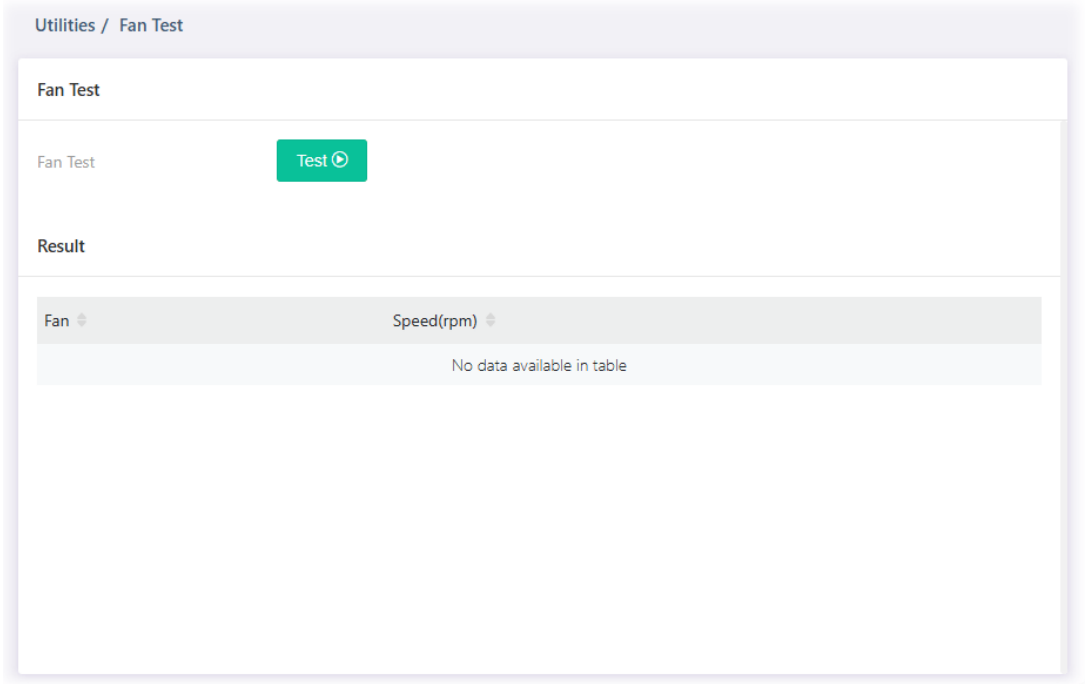 Utilities / Fan Test
Fan Test
Fan Test
Test
Result
Fan Speed(rpm)
No data available in table